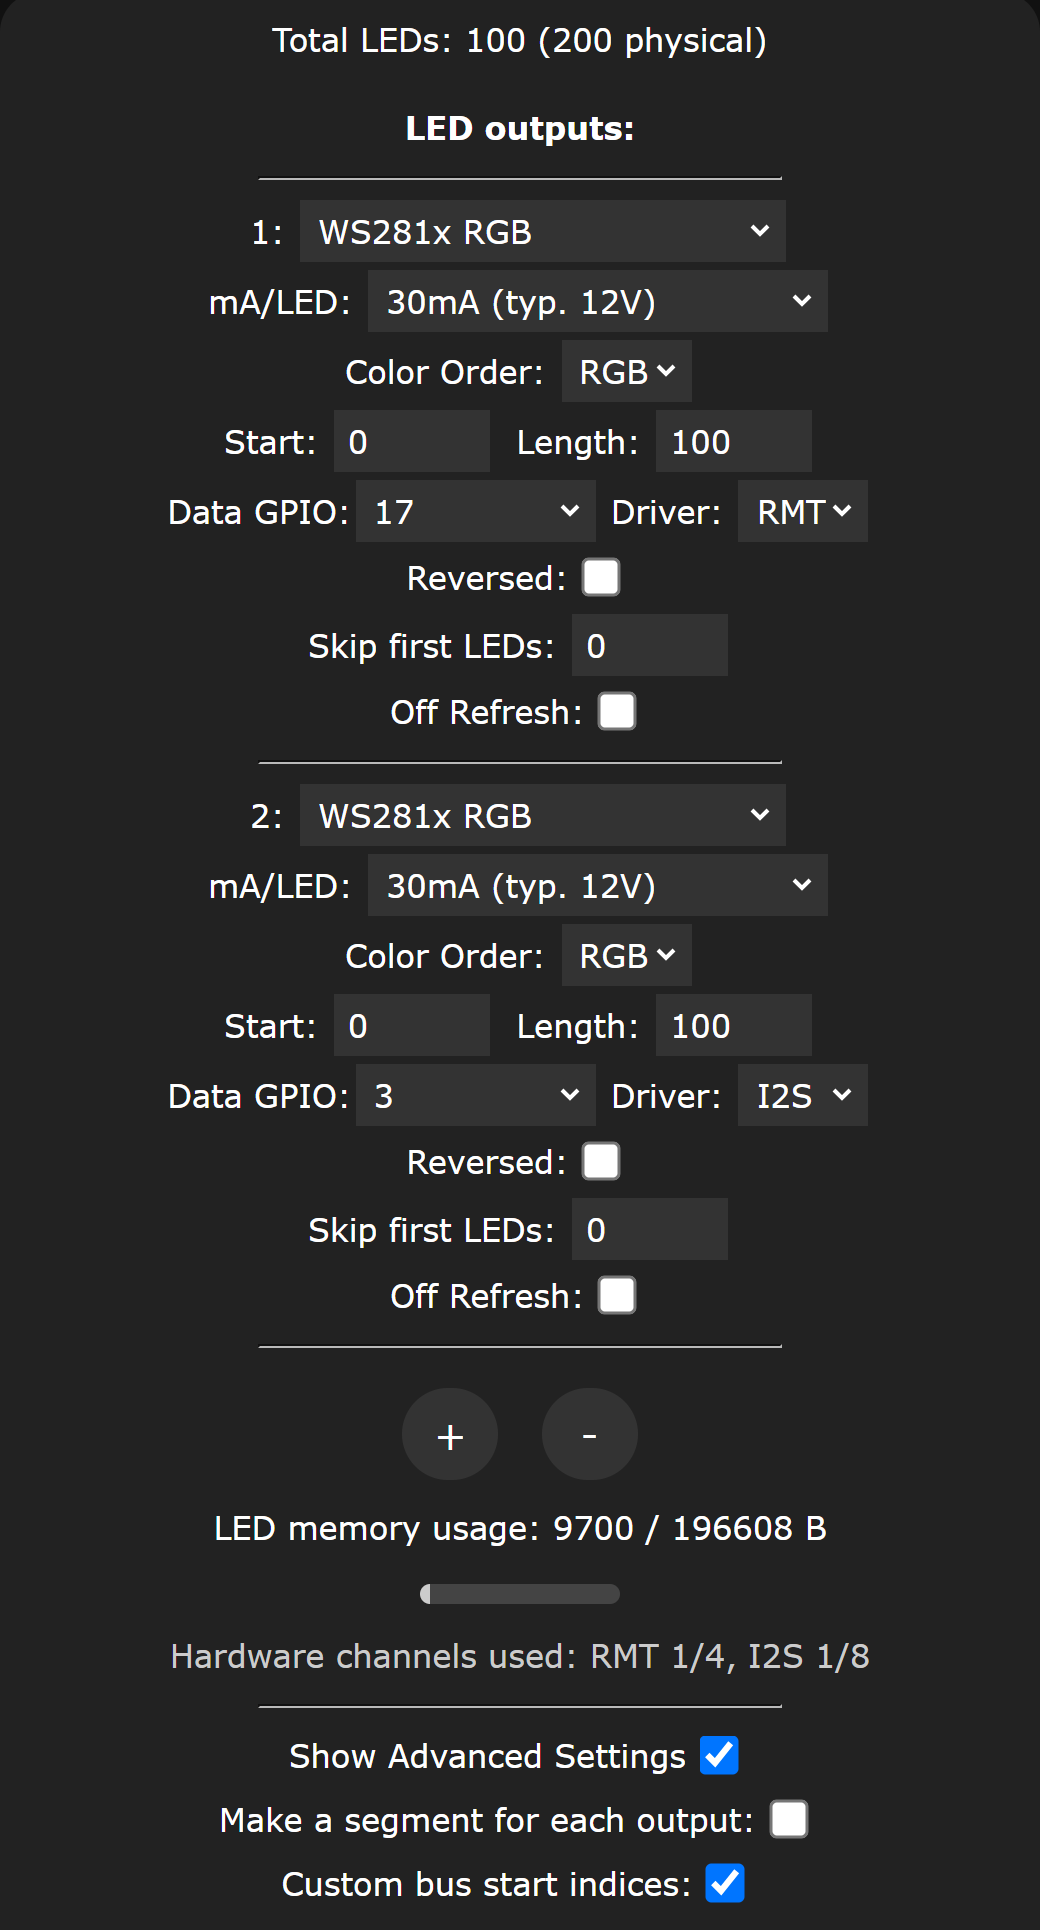 Total LEDs: 100 (200 physical)
LED outputs:
1: WS281x RGB
mA/LED: 30mA (typ. 12V)
Color Order: RGB
Start: 0 Length: 100
Data GPIO: 17 Driver: RMT
Reversed:
Skip first LEDs: 0
Off Refresh:
2: WS281x RGB
mA/LED: 30mA (typ. 12V)
Color Order: RGB
Start: 0 Length: 100
Data GPIO: 3 Driver: I2S
Reversed:
Skip first LEDs: 0
Off Refresh:
+ -
LED memory usage: 9700 / 196608 B
Hardware channels used: RMT 1/4, I2S 1/8
Show Advanced Settings
Make a segment for each output:
Custom bus start indices: